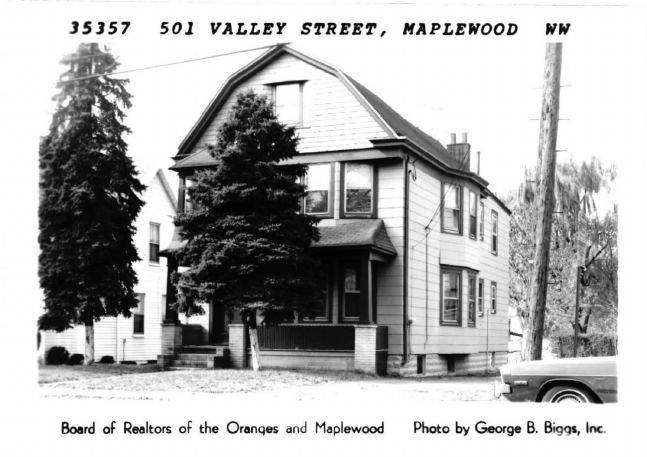 35357 501 VALLEY STREET, MAPLEWOOD WW
Board of Realtors of the Oranges and Maplewood Photo by George B. Biggs, Inc.